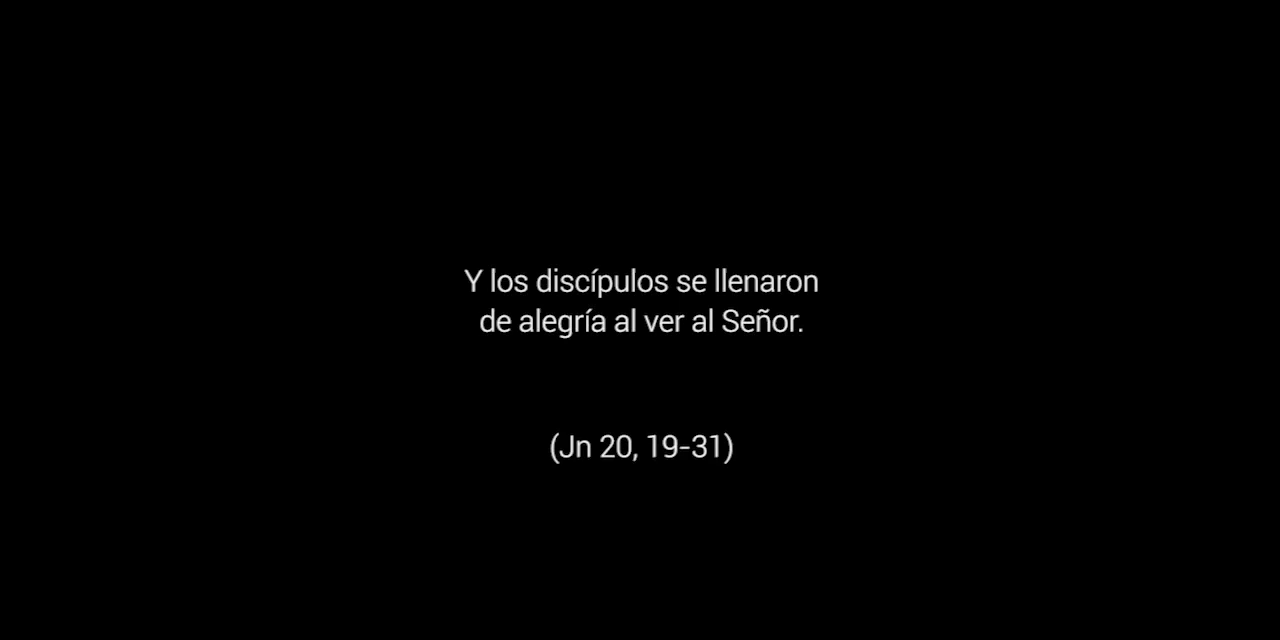 Y los discípulos se llenaron
de alegría al ver al Señor.
(Jn 20, 19-31)